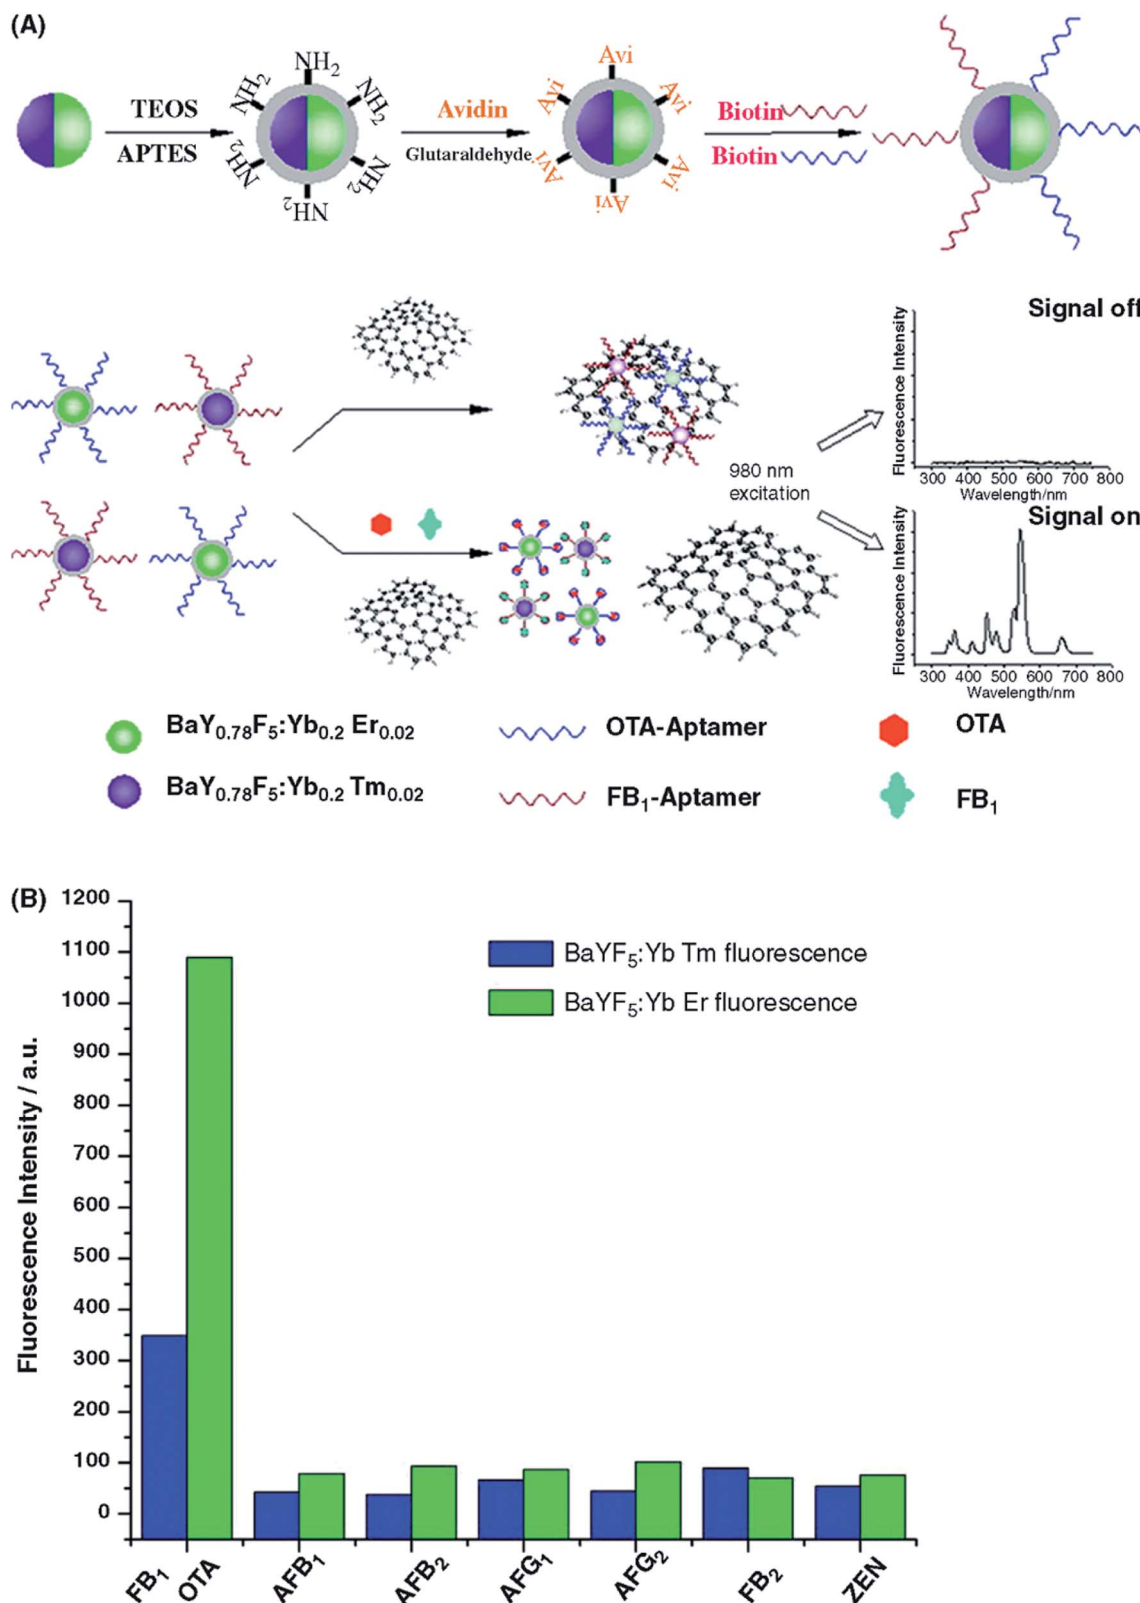 (A)
NH2 NH2 NH2 NH2 NH2 NH2
TEOS
APTES
Avidin
Glutaraldehyde
Avi Avi Avi Avi Avi Avi
Biotin
Biotin
Signal off
Fluorescence Intensity
300 400 500 600 700 800
Wavelength/nm
980 nm
excitation
Signal on
Fluorescence Intensity
300 400 500 600 700 800
Wavelength/nm
BaY0.78F5:Yb0.2 Er0.02
OTA-Aptamer
OTA
BaY0.78F5:Yb0.2 Tm0.02
FB1-Aptamer
FB1
(B)
1200
1100
1000
900
800
700
600
500
400
300
200
100
0
Fluorescence Intensity / a.u.
BaYF5:Yb Tm fluorescence
BaYF5:Yb Er fluorescence
FB1 OTA AFB1 AFB2 AFG1 AFG2 FB2 ZEN